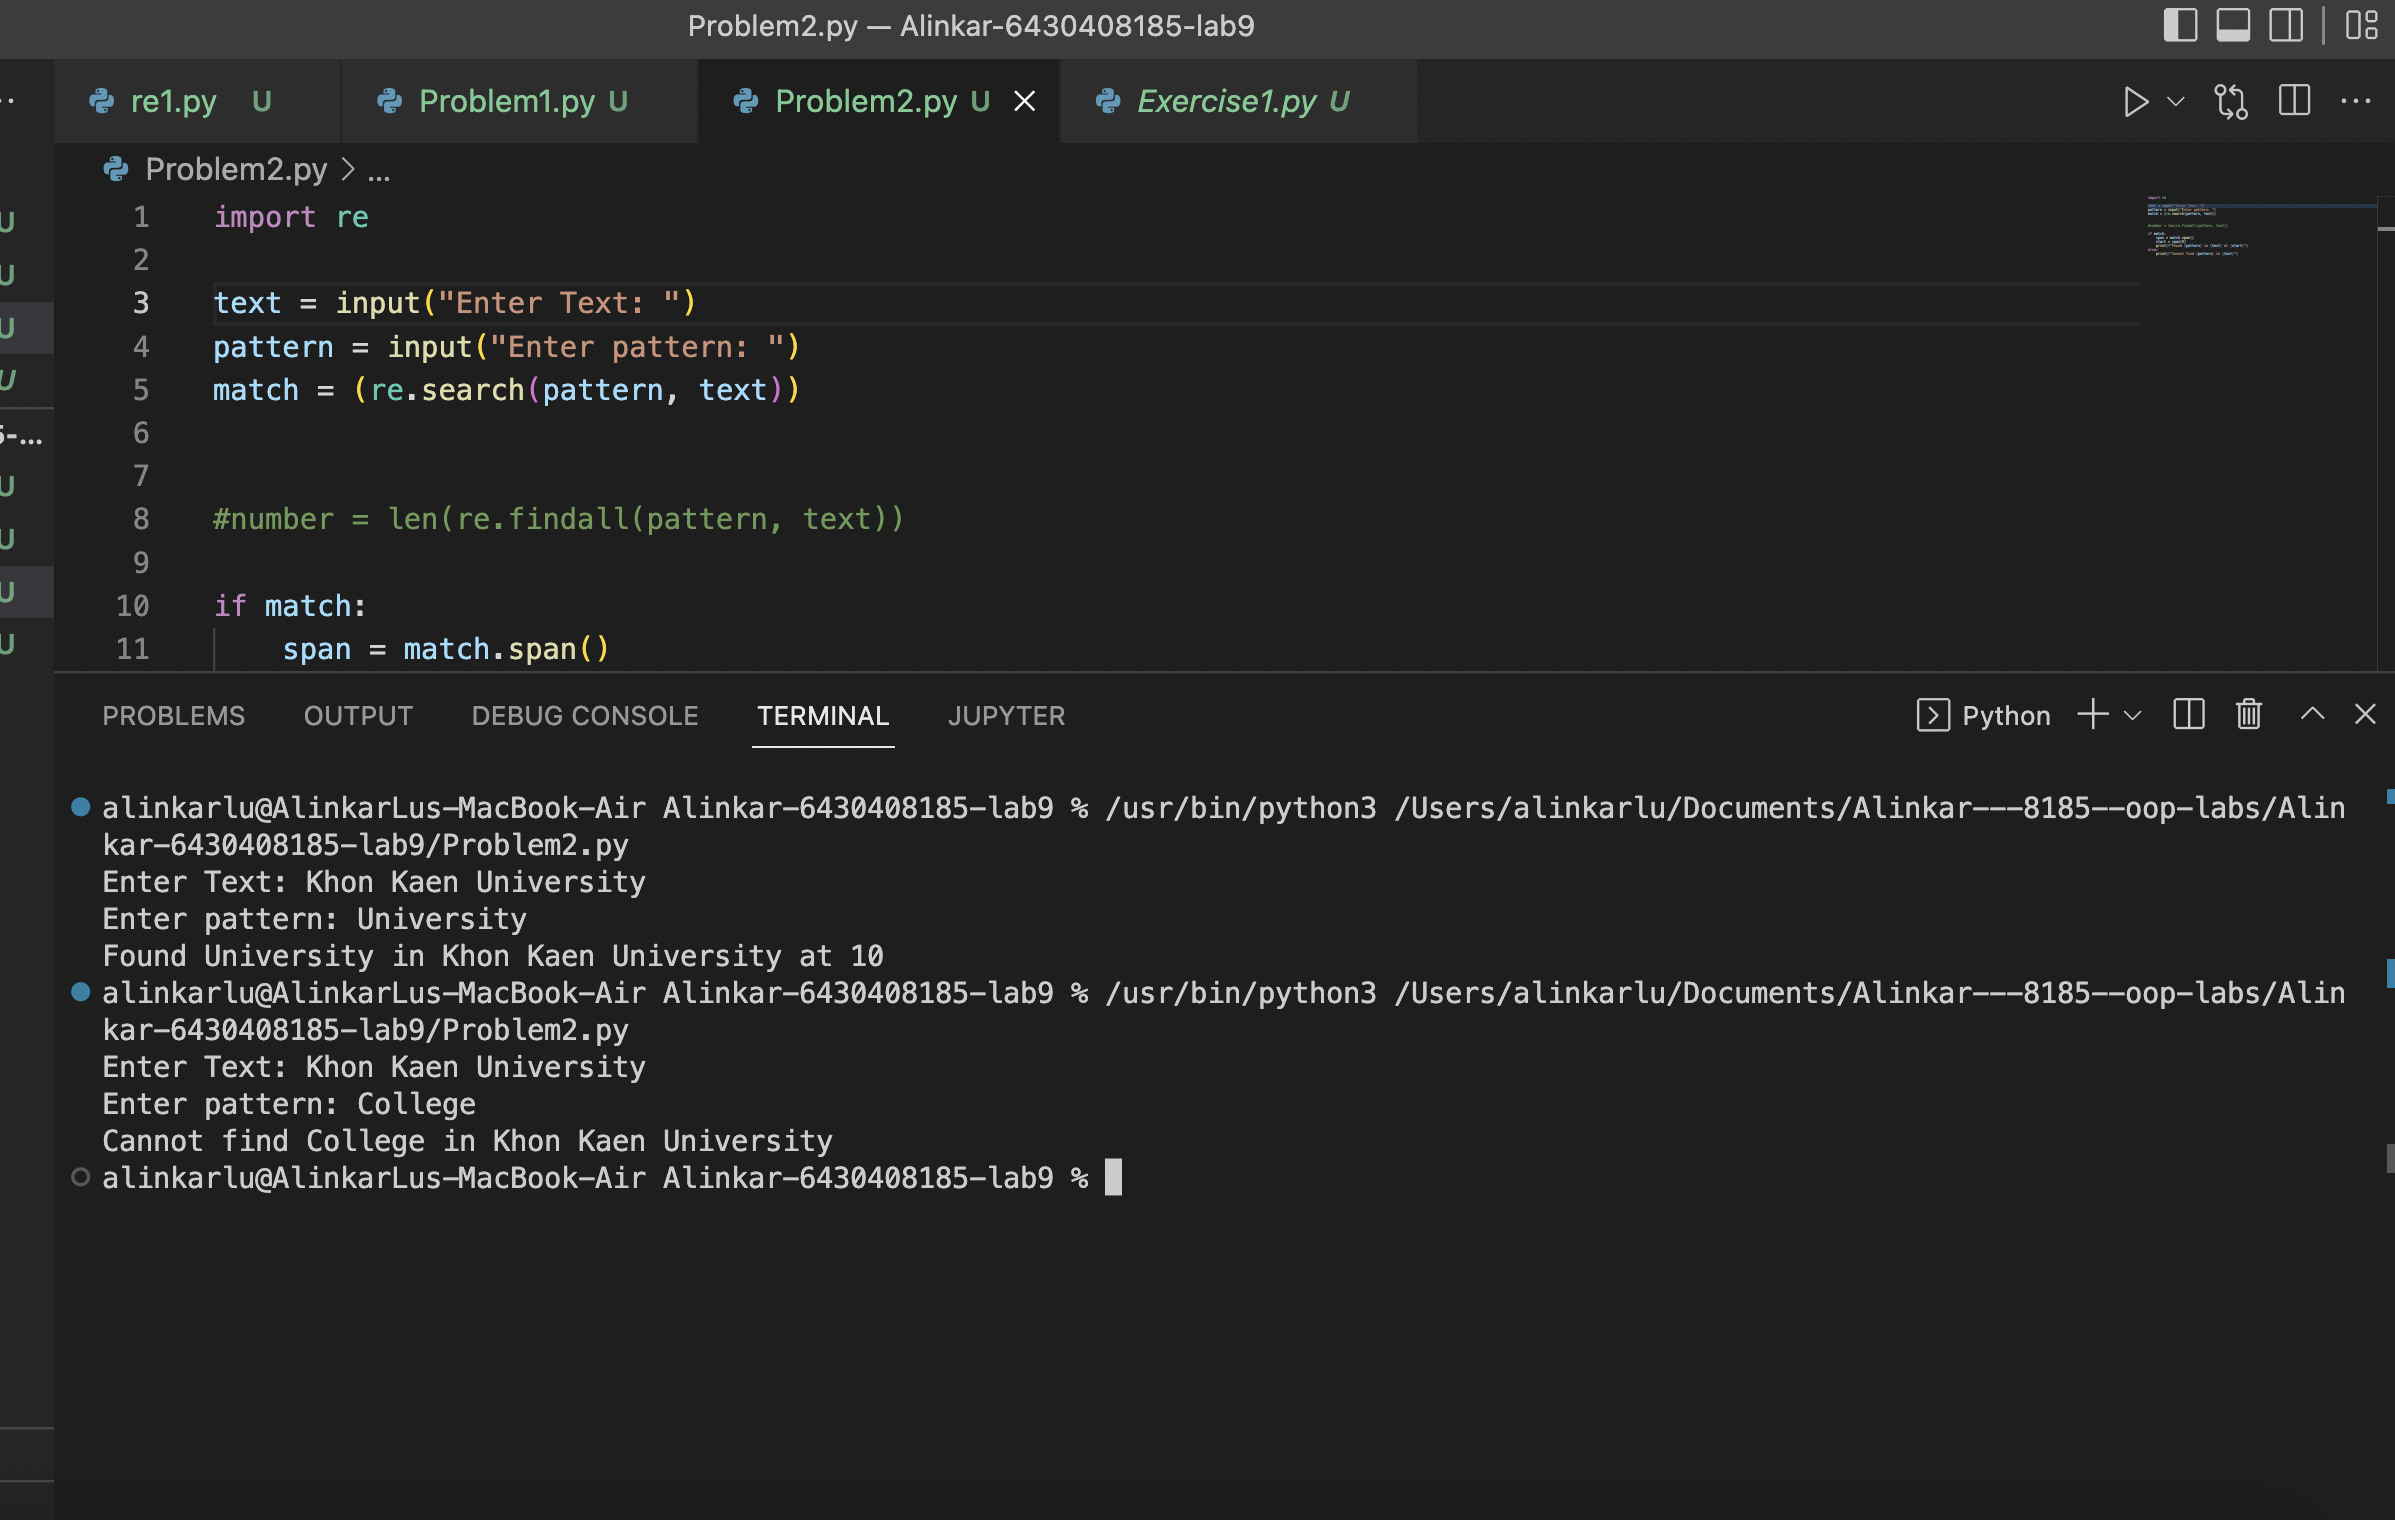 Problem2.py — Alinkar-6430408185-lab9
re1.py U Problem1.py U Problem2.py U Exercise1.py U
Problem2.py > ...
U
U
U
U
5-...
U
U
U
U
1 import re
2
3 text = input("Enter Text: ")
4 pattern = input("Enter pattern: ")
5 match = (re.search(pattern, text))
6
7
8 #number = len(re.findall(pattern, text))
9
10 if match:
11 span = match.span()
PROBLEMS OUTPUT DEBUG CONSOLE TERMINAL JUPYTER Python
alinkarlu@AlinkarLus-MacBook-Air Alinkar-6430408185-lab9 % /usr/bin/python3 /Users/alinkarlu/Documents/Alinkar---8185--oop-labs/Alin
kar-6430408185-lab9/Problem2.py
Enter Text: Khon Kaen University
Enter pattern: University
Found University in Khon Kaen University at 10
alinkarlu@AlinkarLus-MacBook-Air Alinkar-6430408185-lab9 % /usr/bin/python3 /Users/alinkarlu/Documents/Alinkar---8185--oop-labs/Alin
kar-6430408185-lab9/Problem2.py
Enter Text: Khon Kaen University
Enter pattern: College
Cannot find College in Khon Kaen University
alinkarlu@AlinkarLus-MacBook-Air Alinkar-6430408185-lab9 %